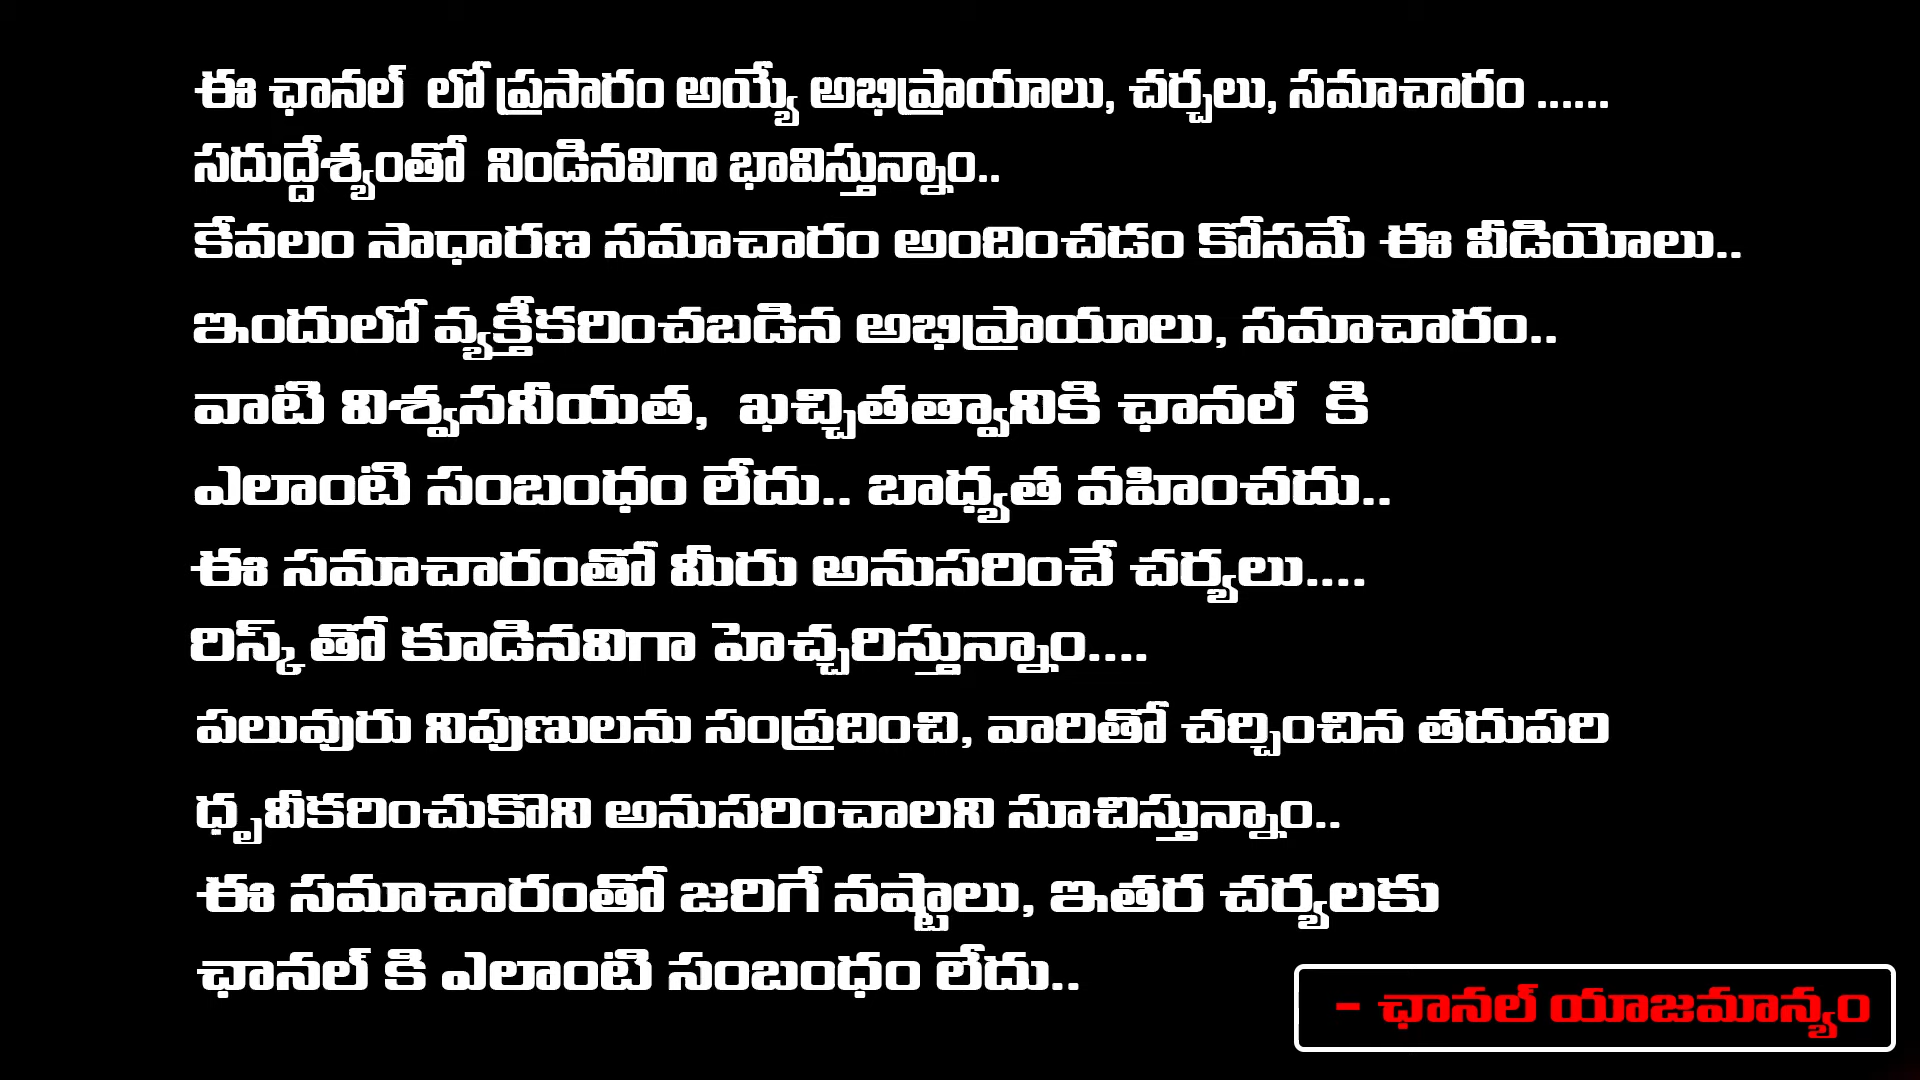 ఈ ఛానల్ లో ప్రసారం అయ్యే అభిప్రాయాలు, చర్చలు, సమాచారం ......
సదుద్దేశ్యంతో నిండినవిగా భావిస్తున్నాం..
కేవలం సాధారణ సమాచారం అందించడం కోసమే ఈ వీడియోలు..
ఇందులో వ్యక్తీకరించబడిన అభిప్రాయాలు, సమాచారం..
వాటి విశ్వసనీయత, ఖచ్చితత్వానికి ఛానల్ కి
ఎలాంటి సంబంధం లేదు.. బాధ్యత వహించదు..
ఈ సమాచారంతో మీరు అనుసరించే చర్యలు....
రిస్క్ తో కూడినవిగా హెచ్చరిస్తున్నాం....
పలువురు నిపుణులను సంప్రదించి, వారితో చర్చించిన తదుపరి
ధృవీకరించుకొని అనుసరించాలని సూచిస్తున్నాం..
ఈ సమాచారంతో జరిగే నష్టాలు, ఇతర చర్యలకు
ఛానల్ కి ఎలాంటి సంబంధం లేదు..
- ఛానల్ యాజమాన్యం